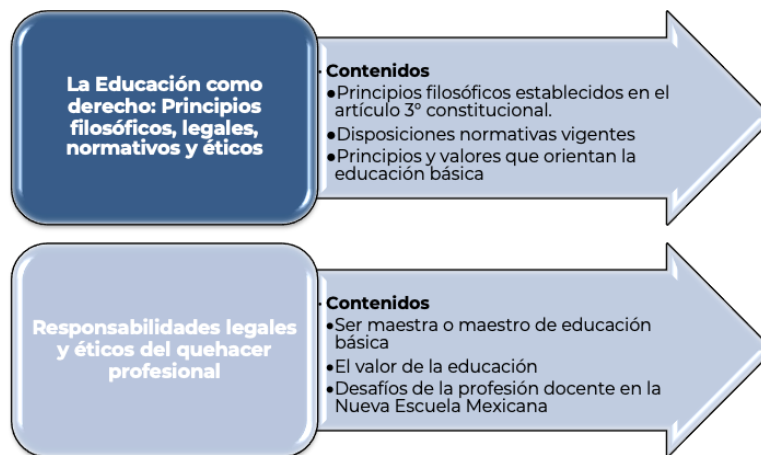 La Educación como
derecho: Principios
filosóficos, legales,
normativos y éticos
Contenidos
•Principios filosóficos establecidos en el
artículo 3º constitucional.
•Disposiciones normativas vigentes
•Principios y valores que orientan la
educación básica
Responsabilidades legales
y éticos del quehacer
profesional
Contenidos
•Ser maestra o maestro de educación
básica
•El valor de la educación
•Desafíos de la profesión docente en la
Nueva Escuela Mexicana